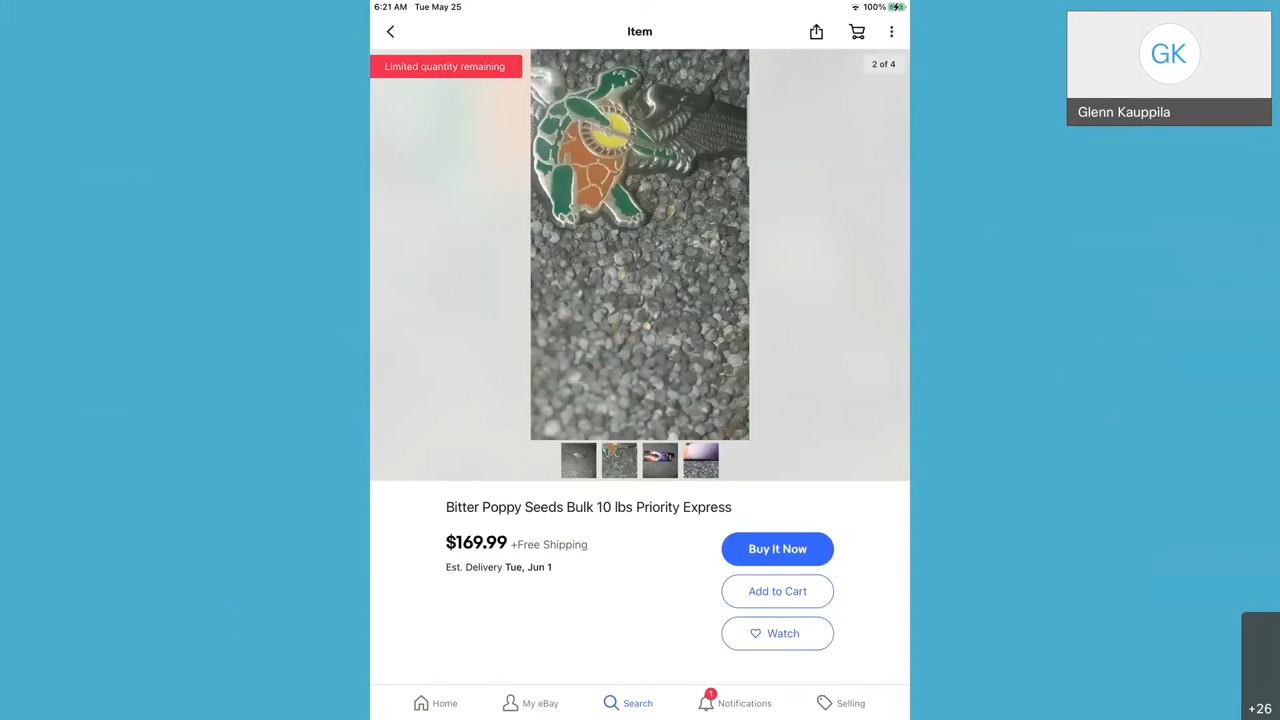 6:21 AM Tue May 25
100%
Item
Limited quantity remaining
2 of 4
GK
Glenn Kauppila
Bitter Poppy Seeds Bulk 10 lbs Priority Express
$169.99 +Free Shipping
Buy It Now
Est. Delivery Tue, Jun 1
Add to Cart
Watch
Home
My eBay
Search
1
Notifications
Selling
+26